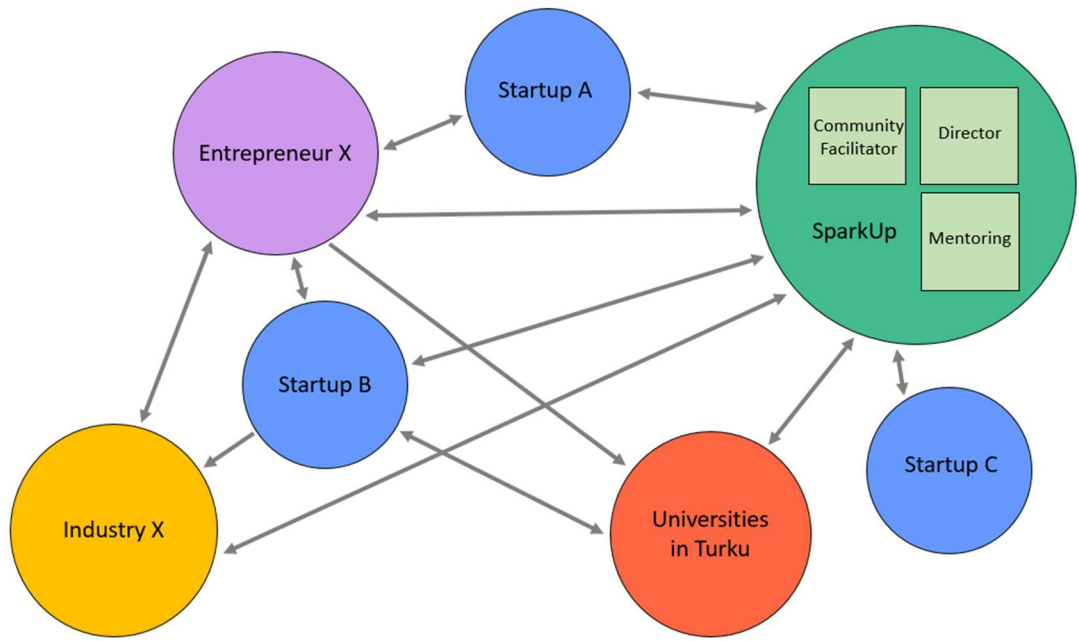 Startup A
Entrepreneur X
Community
Facilitator
Director
SparkUp
Mentoring
Startup B
Startup C
Industry X
Universities
in Turku